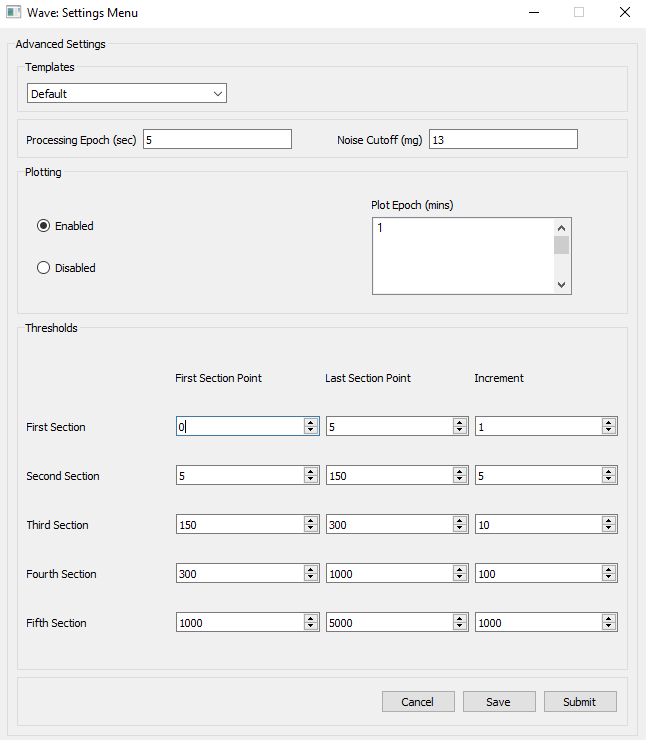 Wave: Settings Menu
Advanced Settings
Templates
Default
Processing Epoch (sec) 5 Noise Cutoff (mg) 13
Plotting
Plot Epoch (mins)
Enabled 1
Disabled
Thresholds
First Section Point Last Section Point Increment
First Section 0 5 1
Second Section 5 150 5
Third Section 150 300 10
Fourth Section 300 1000 100
Fifth Section 1000 5000 1000
Cancel Save Submit